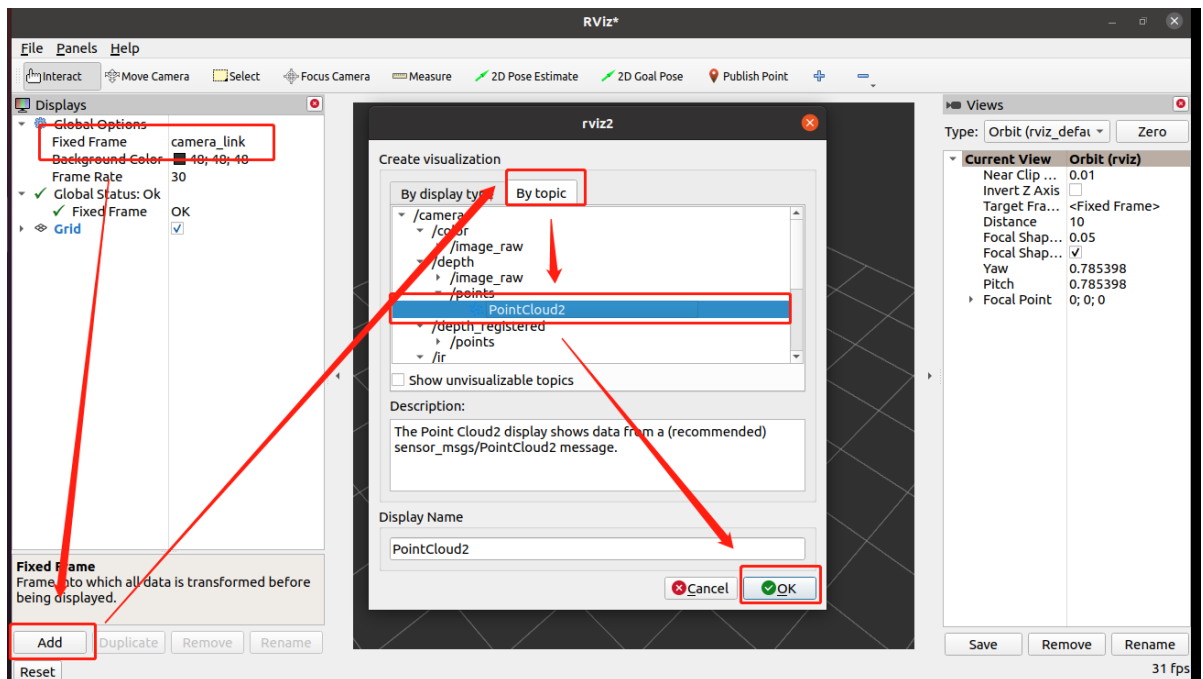 RViz*
File Panels Help
Interact Move Camera Select Focus Camera Measure 2D Pose Estimate 2D Goal Pose Publish Point
Displays
Global Options
Fixed Frame camera_link
Background Color 48; 48; 48
Frame Rate 30
Global Status: Ok
Fixed Frame OK
Grid
Fixed Frame
Frame into which all data is transformed before
being displayed.
Add Duplicate Remove Rename
Reset
rviz2
Create visualization
By display type By topic
/camera
/color
/image_raw
/depth
/image_raw
/points
PointCloud2
/depth_registered
/points
/ir
Show unvisualizable topics
Description:
The Point Cloud2 display shows data from a (recommended)
sensor_msgs/PointCloud2 message.
Display Name
PointCloud2
Cancel OK
Views
Type: Orbit (rviz_defau Zero
Current View Orbit (rviz)
Near Clip ... 0.01
Invert Z Axis
Target Fra... <Fixed Frame>
Distance 10
Focal Shap... 0.05
Focal Shap...
Yaw 0.785398
Pitch 0.785398
Focal Point 0; 0; 0
Save Remove Rename
31 fps